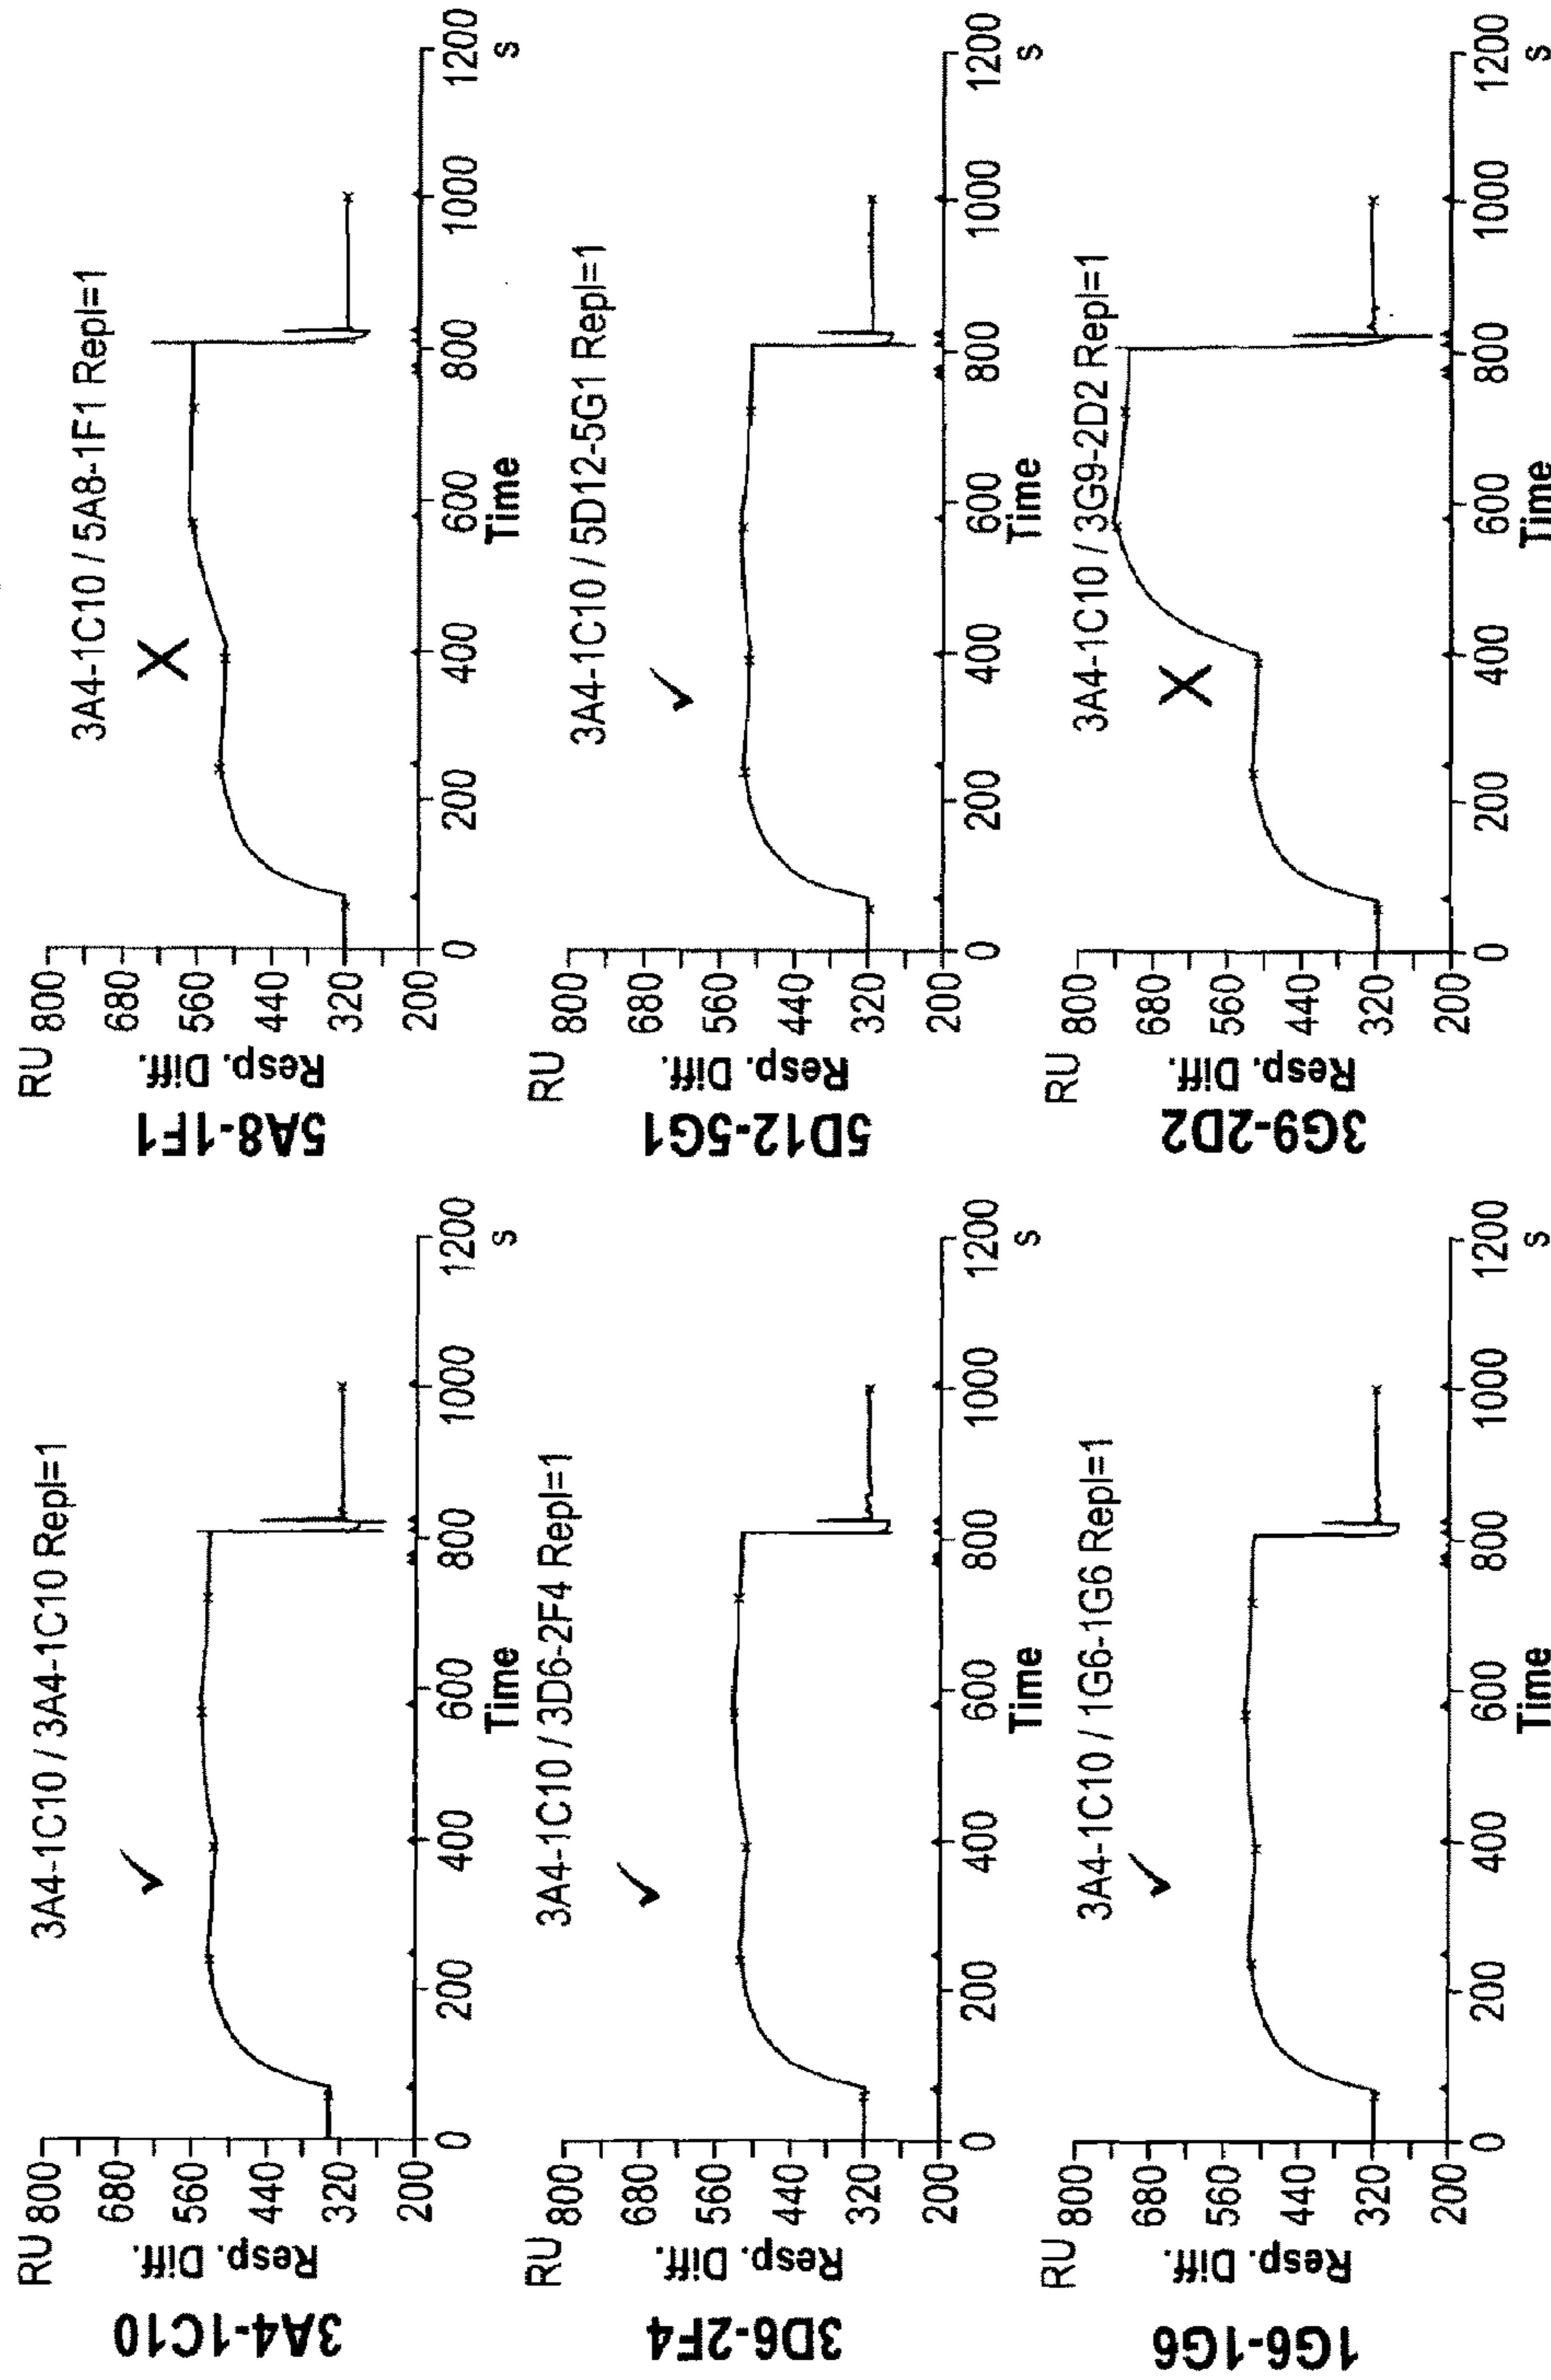 3A4-1C10
Resp. Diff.
RU
3A4-1C10 / 3A4-1C10 Repl=1
✓
800
680
560
440
320
200
0 200 400 600 800 1000 1200
Time
s
5A8-1F1
Resp. Diff.
RU
3A4-1C10 / 5A8-1F1 Repl=1
X
800
680
560
440
320
200
0 200 400 600 800 1000 1200
Time
s
3D6-2F4
Resp. Diff.
RU
3A4-1C10 / 3D6-2F4 Repl=1
✓
800
680
560
440
320
200
0 200 400 600 800 1000 1200
Time
s
5D12-5G1
Resp. Diff.
RU
3A4-1C10 / 5D12-5G1 Repl=1
✓
800
680
560
440
320
200
0 200 400 600 800 1000 1200
Time
s
1G6-1G6
Resp. Diff.
RU
3A4-1C10 / 1G6-1G6 Repl=1
✓
800
680
560
440
320
200
0 200 400 600 800 1000 1200
Time
s
3G9-2D2
Resp. Diff.
RU
3A4-1C10 / 3G9-2D2 Repl=1
X
800
680
560
440
320
200
0 200 400 600 800 1000 1200
Time
s